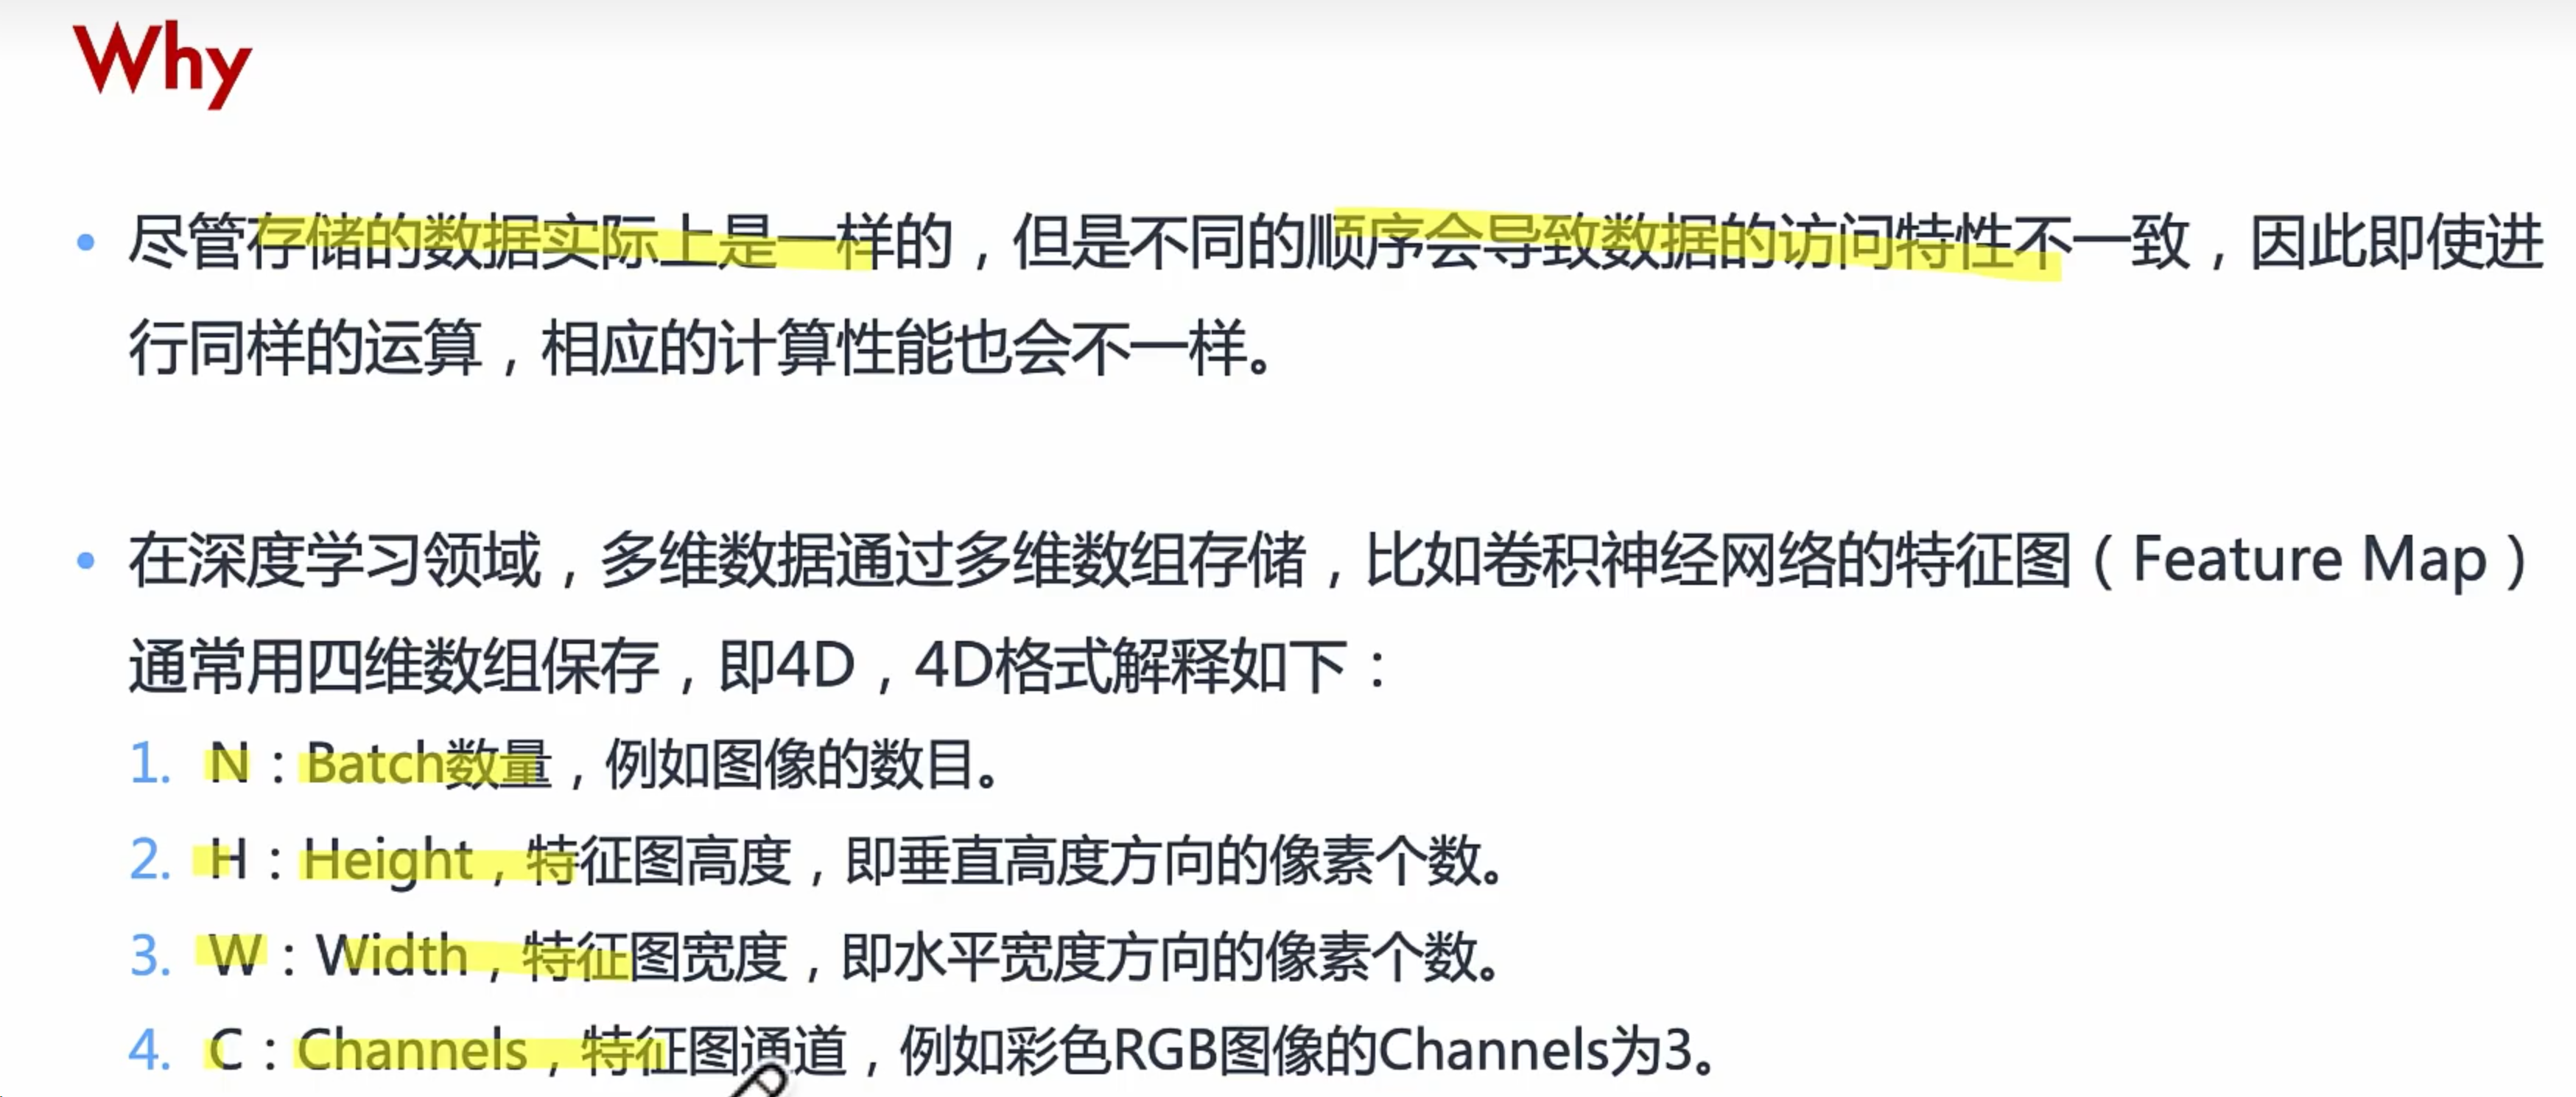 Why
• 尽管存储的数据实际上是一样的，但是不同的顺序会导致数据的访问特性不一致，因此即使进
行同样的运算，相应的计算性能也会不一样。
• 在深度学习领域，多维数据通过多维数组存储，比如卷积神经网络的特征图（Feature Map）
通常用四维数组保存，即4D，4D格式解释如下：
1. N：Batch数量，例如图像的数目。
2. H：Height，特征图高度，即垂直高度方向的像素个数。
3. W：Width，特征图宽度，即水平宽度方向的像素个数。
4. C：Channels，特征图通道，例如彩色RGB图像的Channels为3。